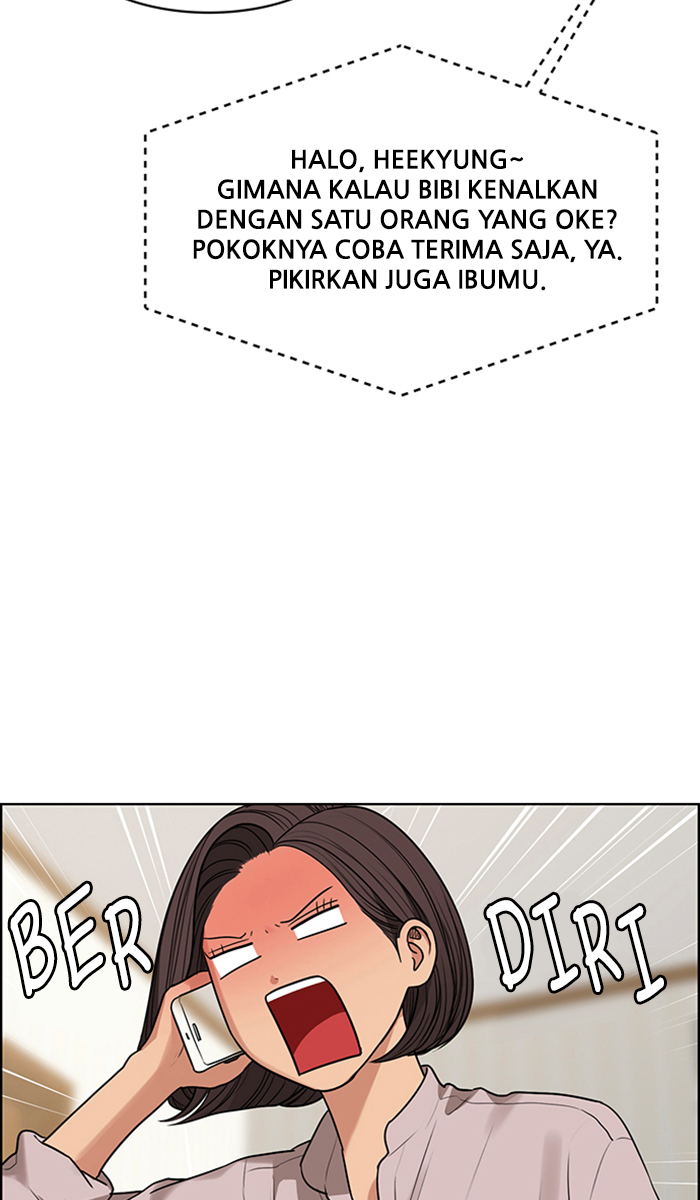 HALO, HEEKYUNG~
GIMANA KALAU BIBI KENALKAN
DENGAN SATU ORANG YANG OKE?
POKOKNYA COBA TERIMA SAJA, YA.
PIKIRKAN JUGA IBUMU.
BER DIRI